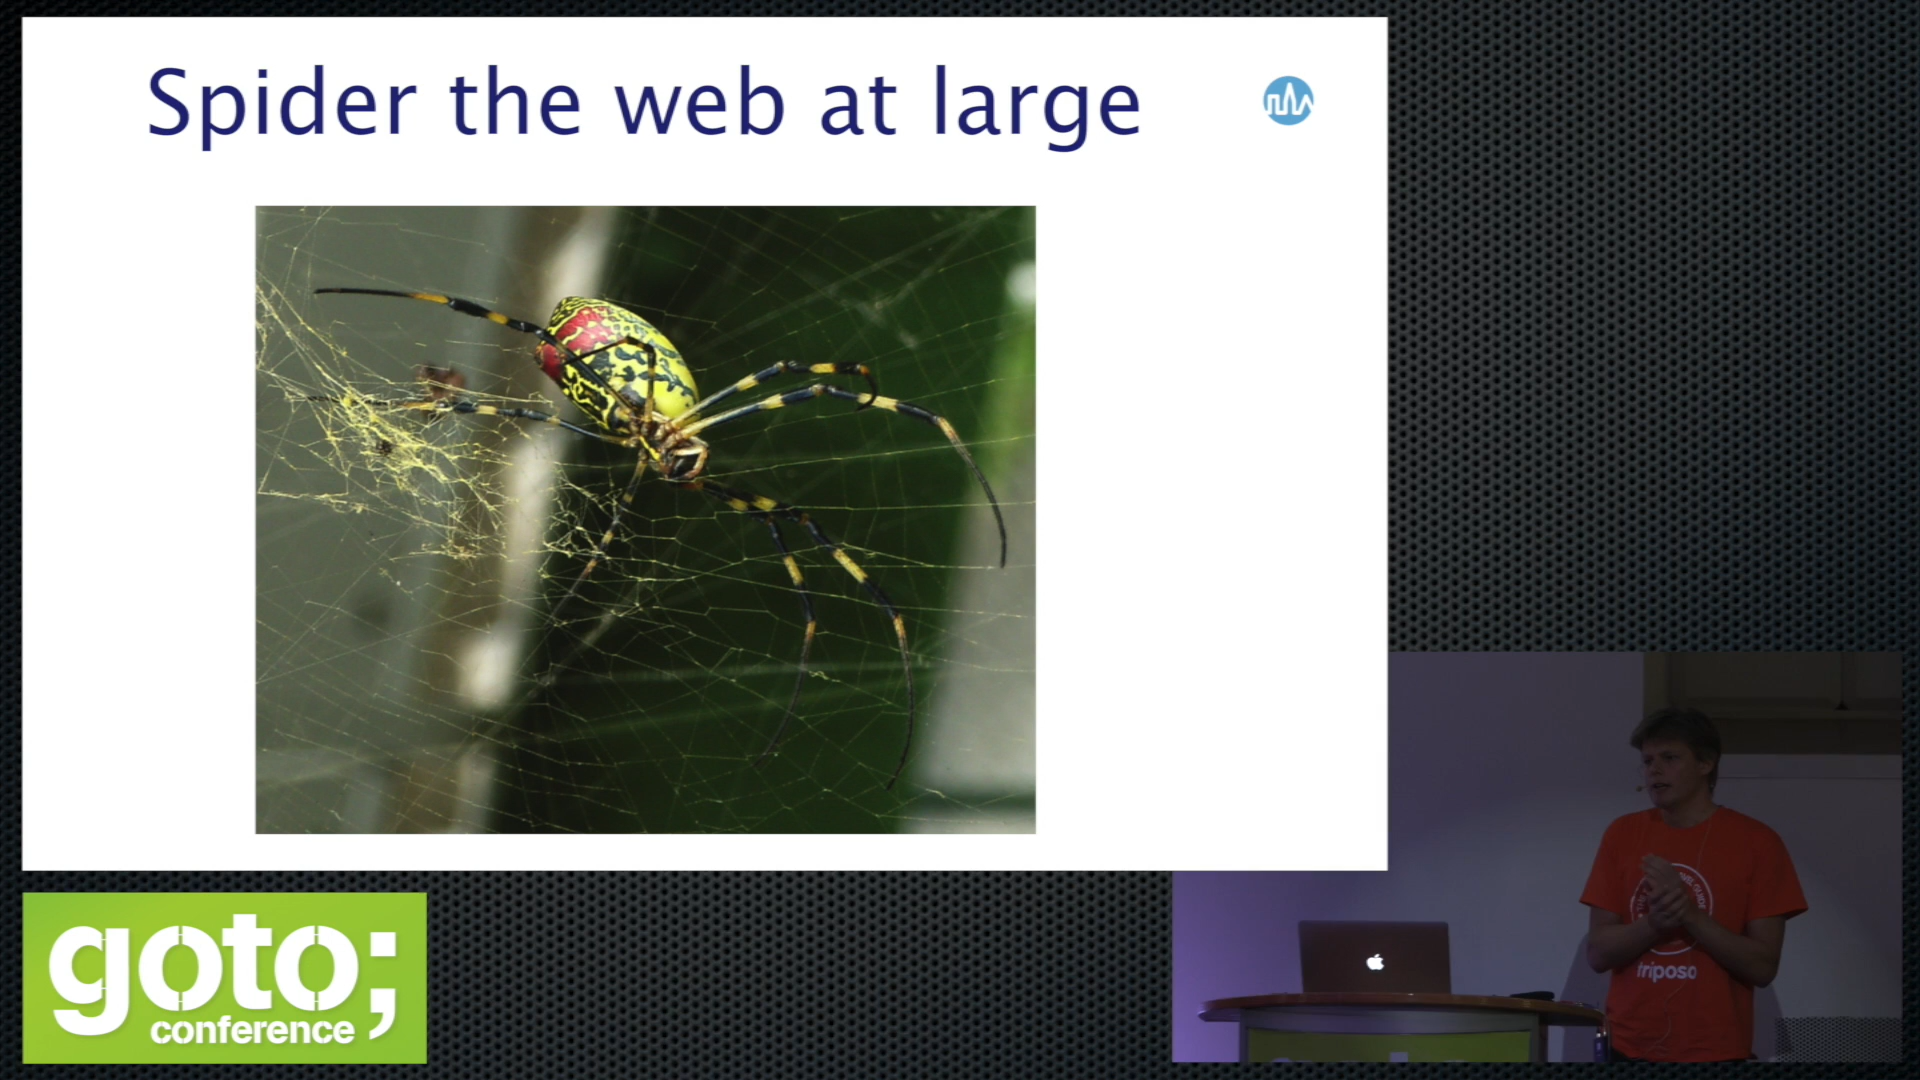 Spider the web at large
goto;
conference
triposo